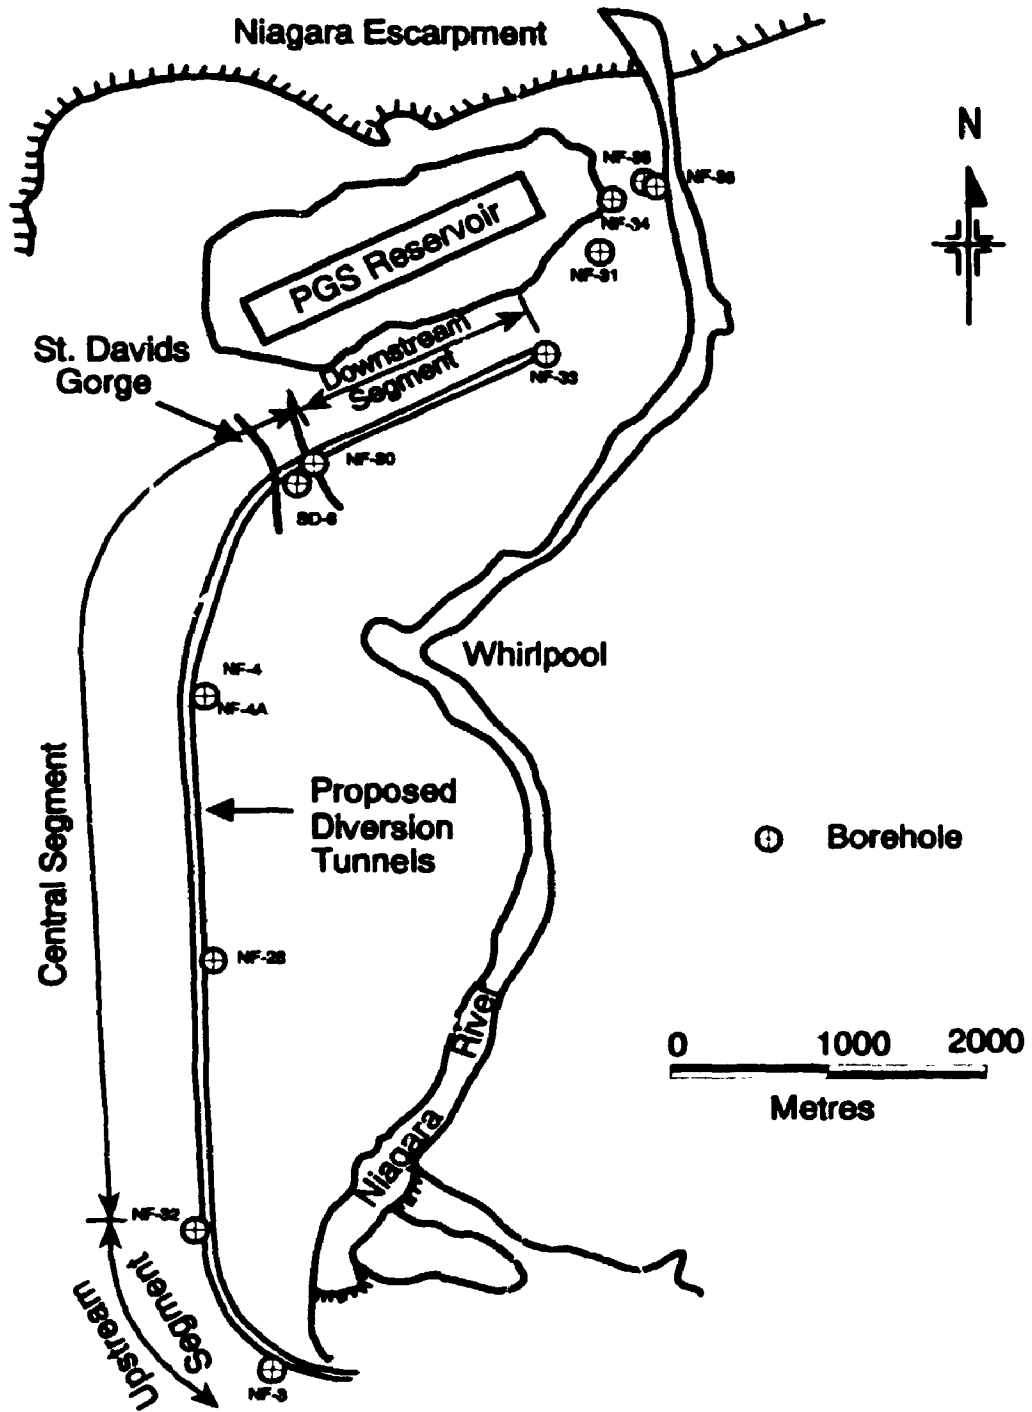 Niagara Escarpment
N
NF-34
NF-31
PGS Reservoir
St. Davids
Gorge
Downstream
Segment
NF-33
NF-30
SD-6
Whirlpool
NF-4
NF-4A
Central Segment
Proposed
Diversion
Tunnels
Borehole
NF-28
Niagara River
0 1000 2000
Metres
NF-32
Upstream
Segment
NF-3